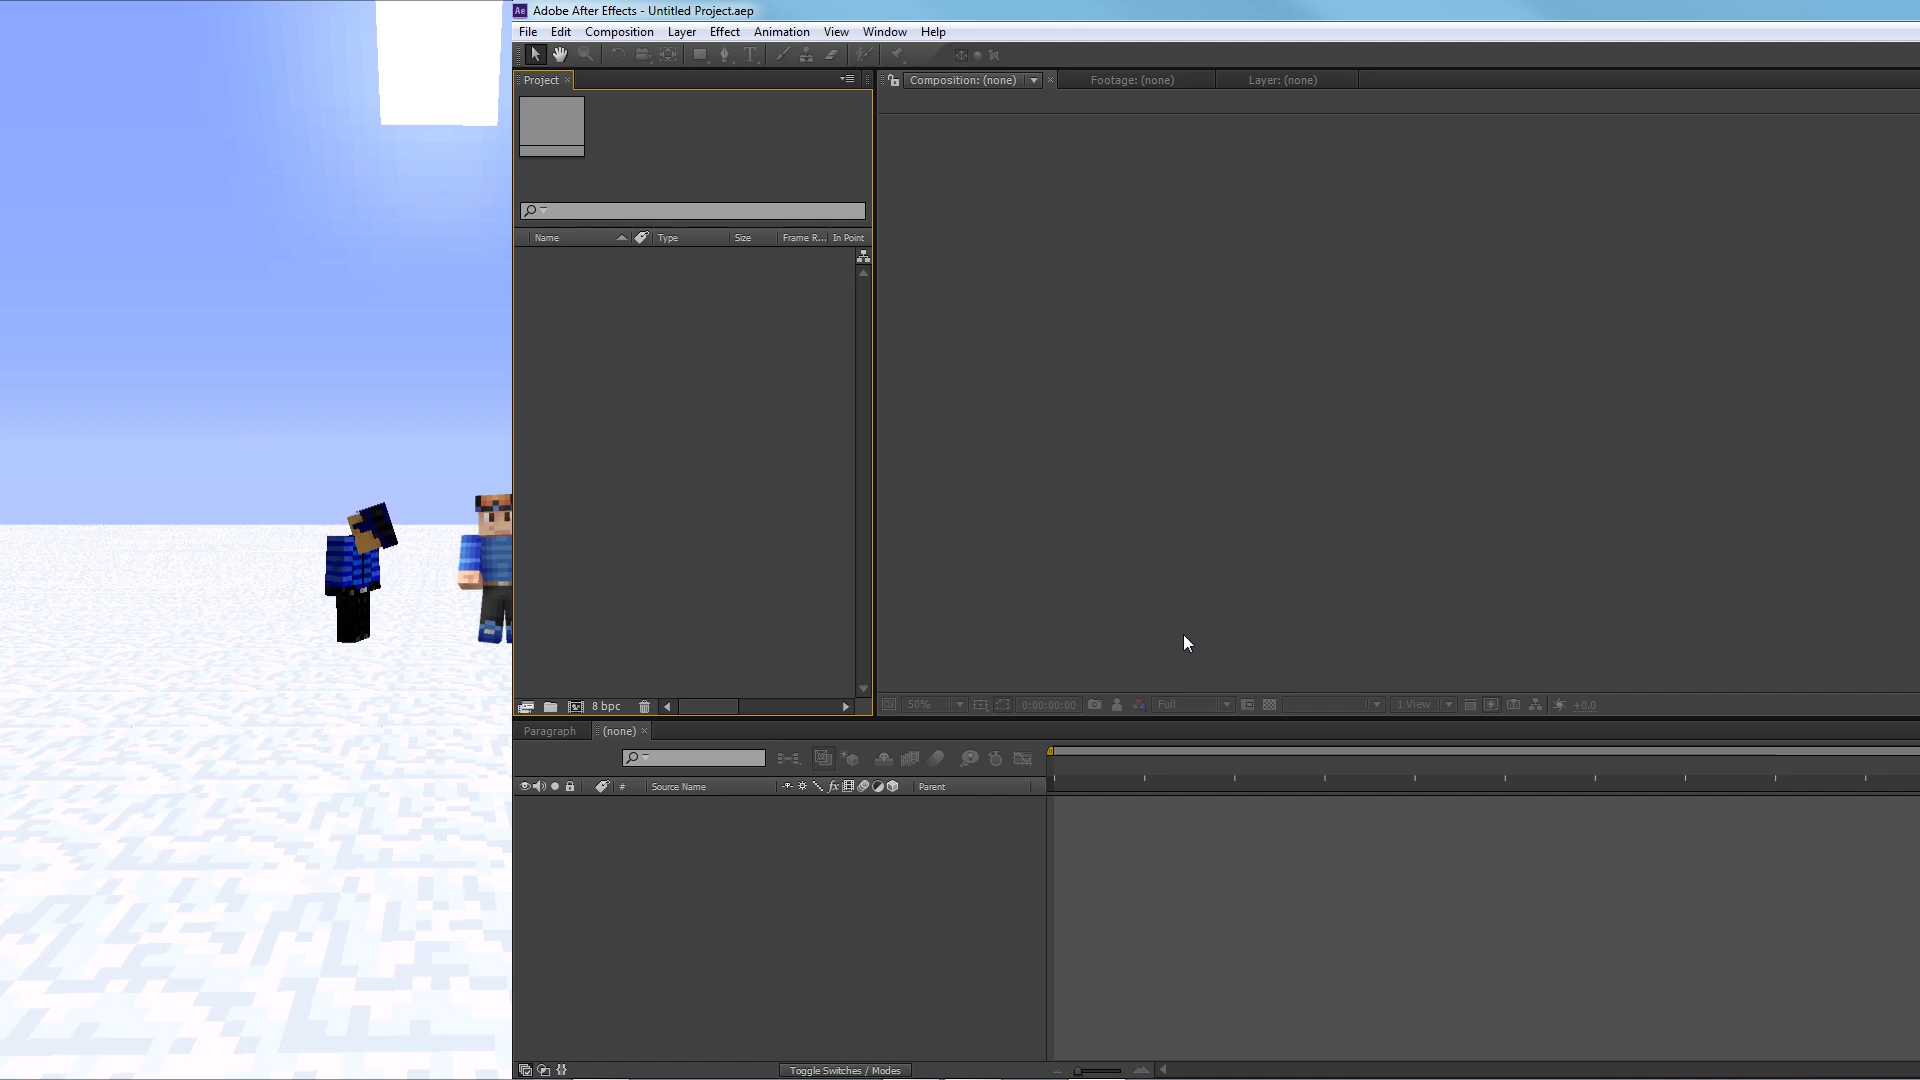 Ae Adobe After Effects - Untitled Project.aep
File Edit Composition Layer Effect Animation View Window Help
Project Composition: (none) Footage: (none) Layer: (none)
Name Type Size Frame R... In Point
8 bpc 50% 0:00:00:00 Full 1 View +0.0
Paragraph (none)
# Source Name fx Parent
Toggle Switches / Modes